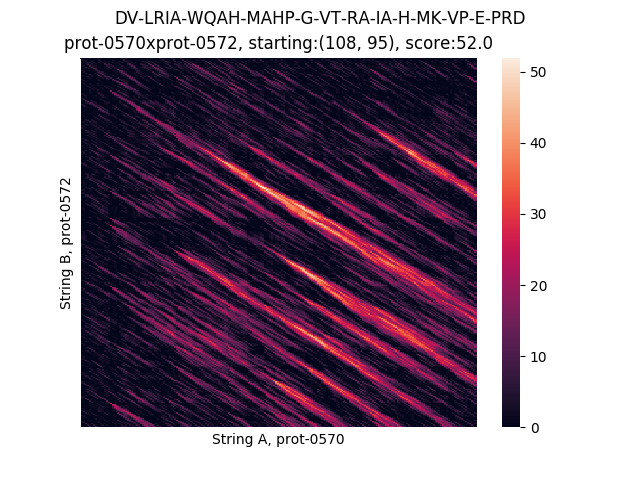 DV-LRIA-WQAH-MAHP-G-VT-RA-IA-H-MK-VP-E-PRD
prot-0570xprot-0572, starting:(108, 95), score:52.0
String B, prot-0572
String A, prot-0570
50
40
30
20
10
0